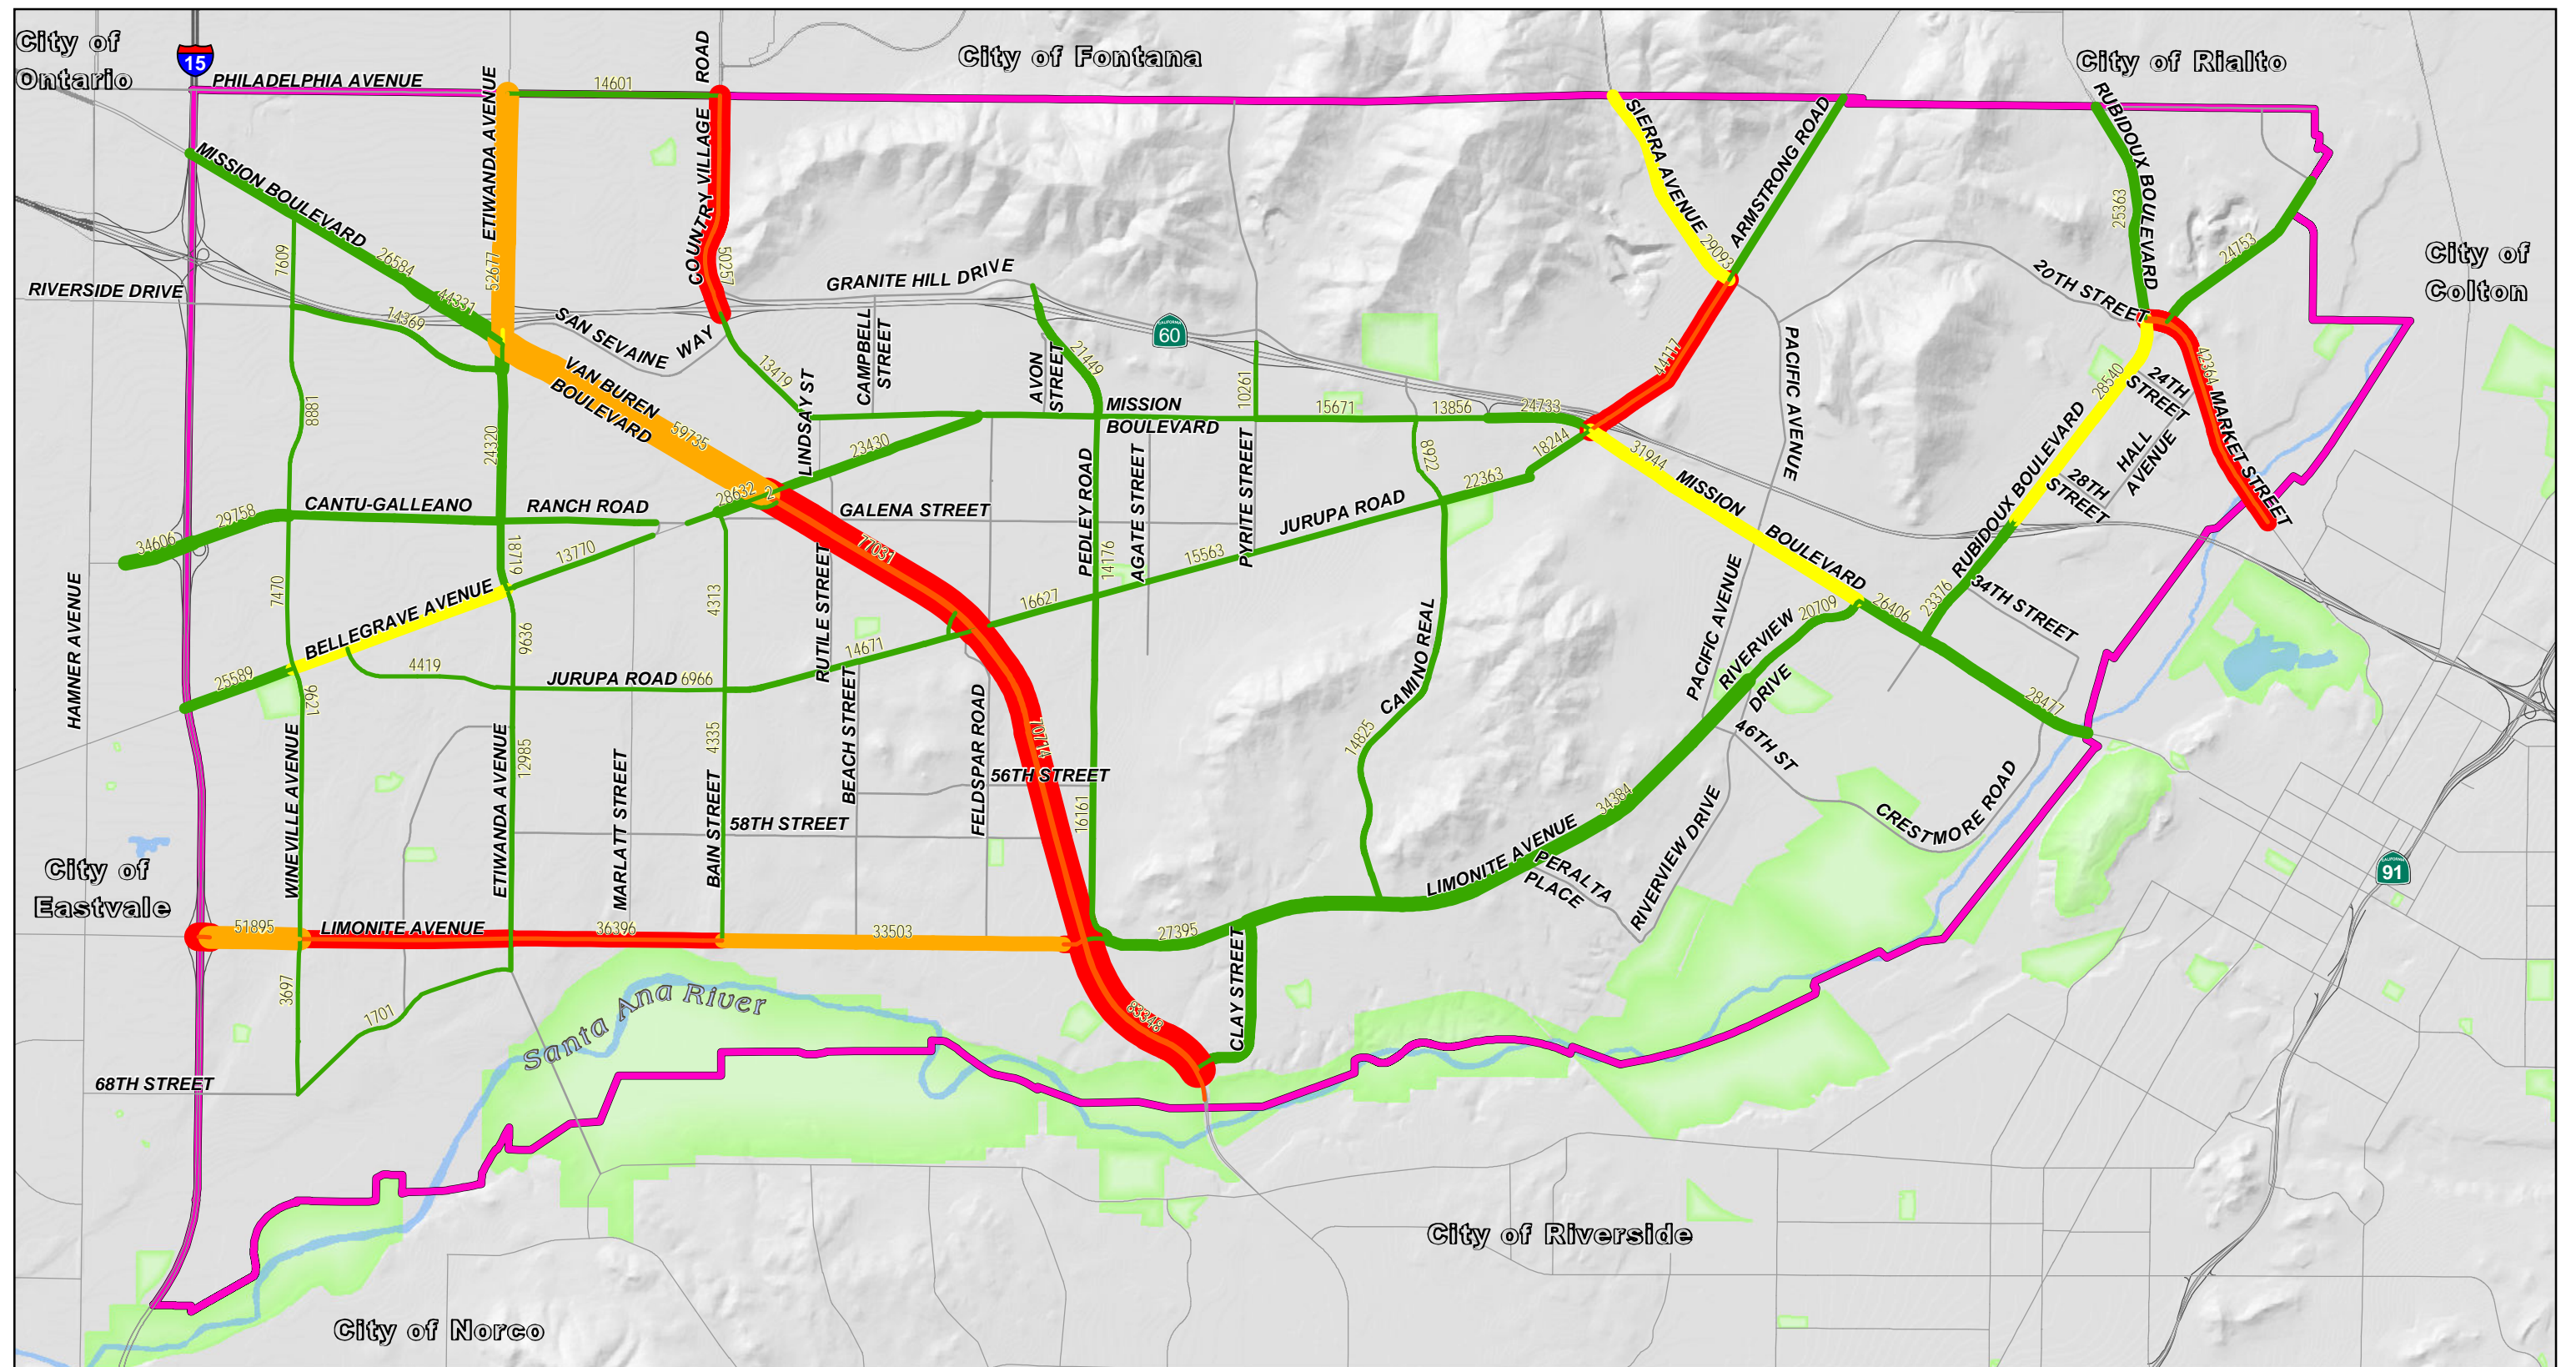 City of
Ontario
15
PHILADELPHIA AVENUE
ETIWANDA AVENUE
14601
COUNTRY VILLAGE ROAD
City of Fontana
City of Rialto
SIERRA AVENUE
29093
ARMSTRONG ROAD
RUBIDOUX BOULEVARD
25363
24753
City of
Colton
MISSION BOULEVARD
26584
44331
52677
50257
7609
RIVERSIDE DRIVE
14369
SAN SEVAINE WAY
GRANITE HILL DRIVE
60
20TH STREET
VAN BUREN
BOULEVARD
59735
13419
LINDSAY ST
CAMPBELL
STREET
AVON
STREET
21449
MISSION
BOULEVARD
10261
15671
13856
24733
44117
PACIFIC AVENUE
28540
24TH
STREET
42364
MARKET STREET
8881
24320
23430
28632
18244
31944
MISSION BOULEVARD
8922
22363
HALL
AVENUE
28TH
STREET
RUBIDOUX BOULEVARD
CANTU-GALLEANO RANCH ROAD
29758
34606
GALENA STREET
PEDLEY ROAD
AGATE STREET
PYRITE STREET
JURUPA ROAD
15563
14176
77031
18719
13770
7470
BELLEGRAVE AVENUE
HAMNER AVENUE
4313
RUTILE STREET
16627
14671
9636
25589
4419
JURUPA ROAD
6966
2961
23376
34TH STREET
26406
20709
RIVERVIEW
DRIVE
PACIFIC AVENUE
28477
CAMINO REAL
14825
WINEVILLE AVENUE
ETIWANDA AVENUE
12985
MARLATT STREET
BAIN STREET
4335
BEACH STREET
FELDSPAR ROAD
70714
56TH STREET
16161
58TH STREET
46TH ST
CRESTMORE ROAD
34384
LIMONITE AVENUE
PERALTA
PLACE
RIVERVIEW DRIVE
91
City of
Eastvale
51895
LIMONITE AVENUE
36396
33503
27395
CLAY STREET
3697
1701
83348
Santa Ana River
68TH STREET
City of Riverside
City of Norco